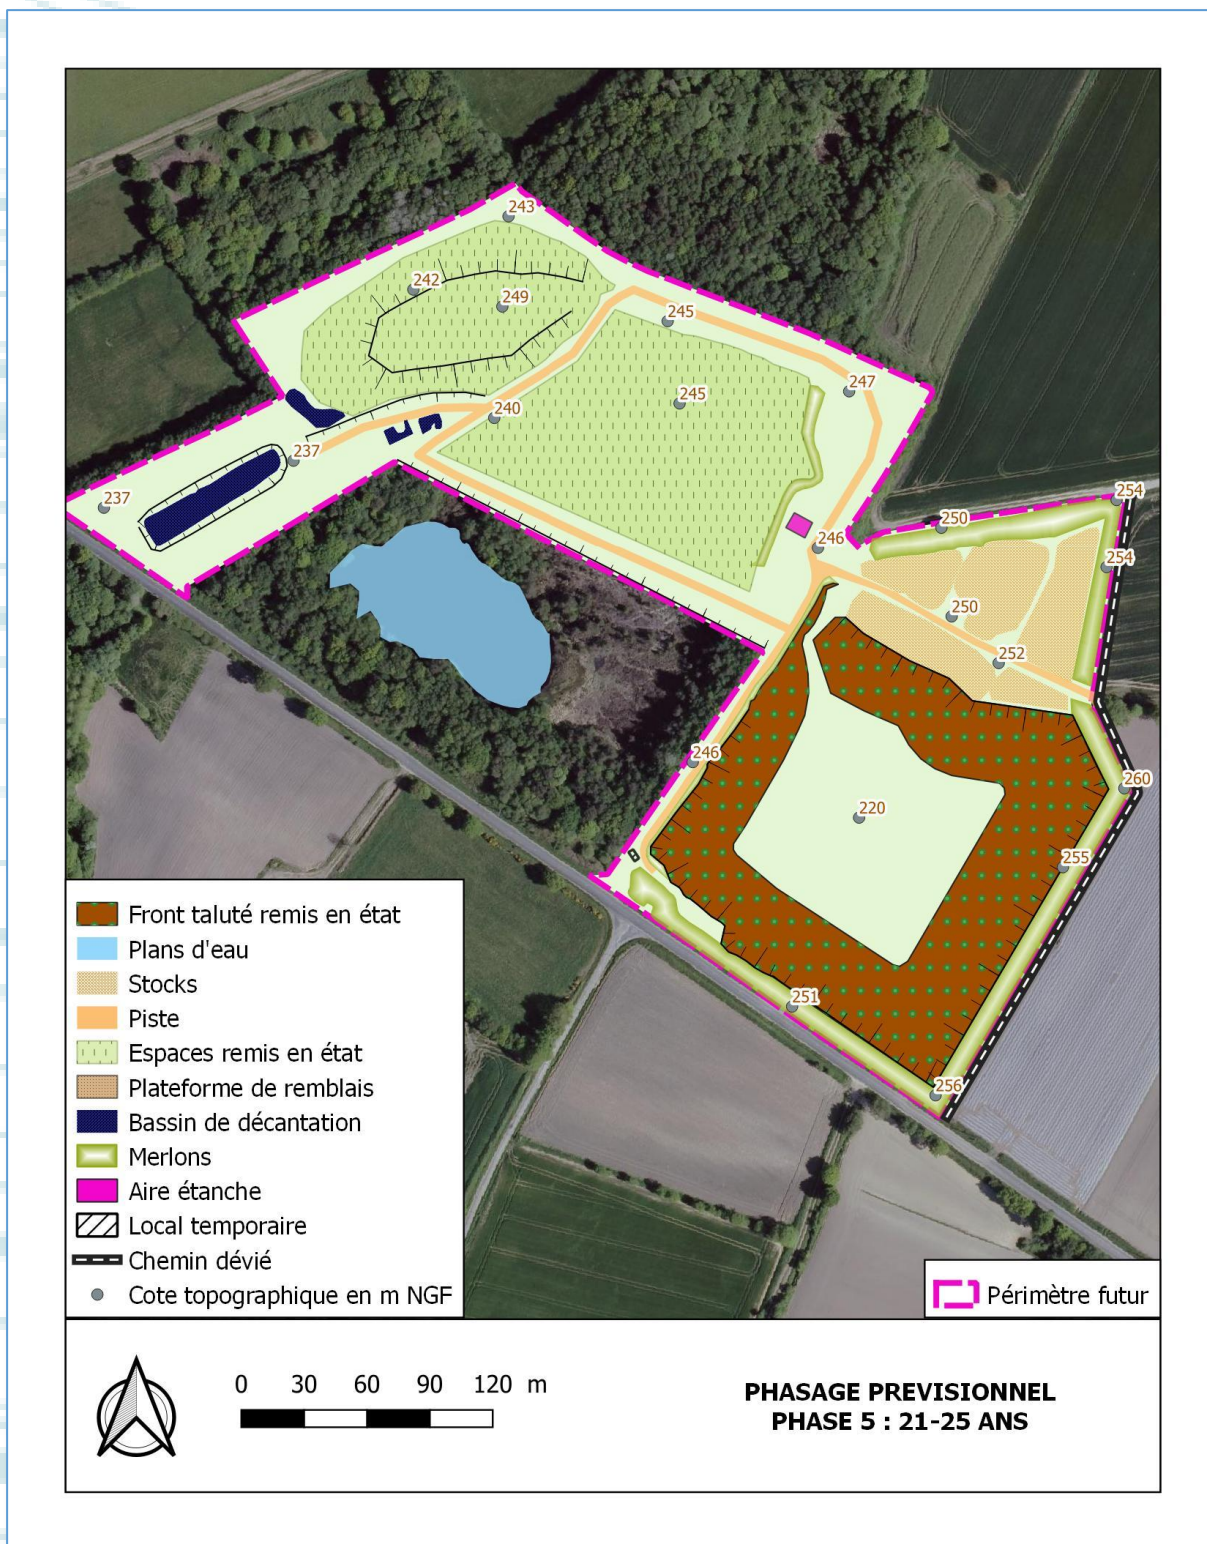 243
242
249
245
247
245
240
237
237
254
250
246
254
250
252
246
260
220
255
251
256
Front taluté remis en état
Plans d'eau
Stocks
Piste
Espaces remis en état
Plateforme de remblais
Bassin de décantation
Merlons
Aire étanche
Local temporaire
Chemin dévié
Cote topographique en m NGF
Périmètre futur
0 30 60 90 120 m
PHASAGE PREVISIONNEL
PHASE 5 : 21-25 ANS